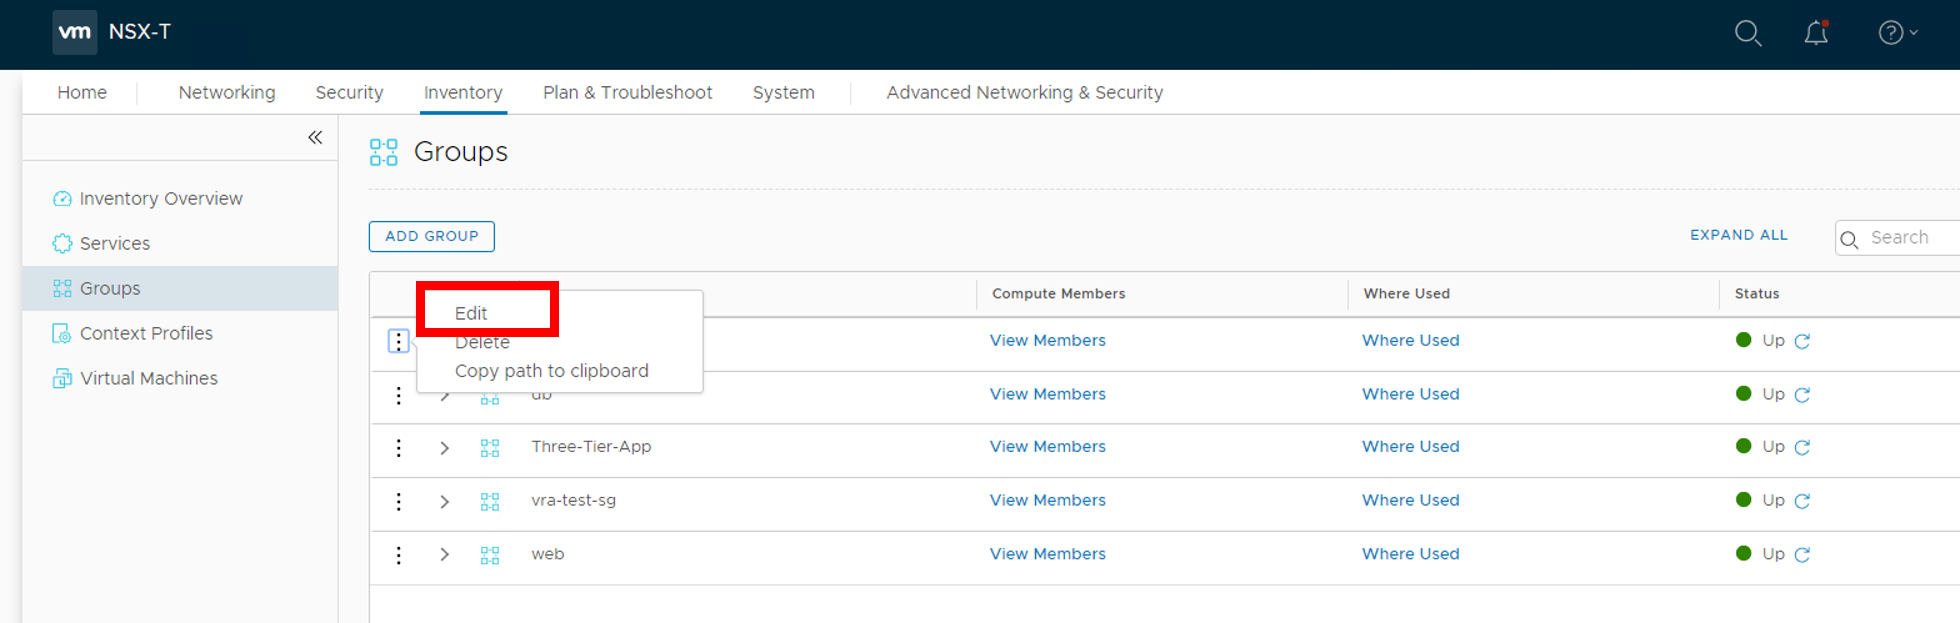 vm NSX-T
Home Networking Security Inventory Plan & Troubleshoot System Advanced Networking & Security
Groups
Inventory Overview
Services
Groups
Context Profiles
Virtual Machines
ADD GROUP EXPAND ALL Search
Compute Members Where Used Status
Edit
Delete
Copy path to clipboard
View Members Where Used Up
db View Members Where Used Up
Three-Tier-App View Members Where Used Up
vra-test-sg View Members Where Used Up
web View Members Where Used Up